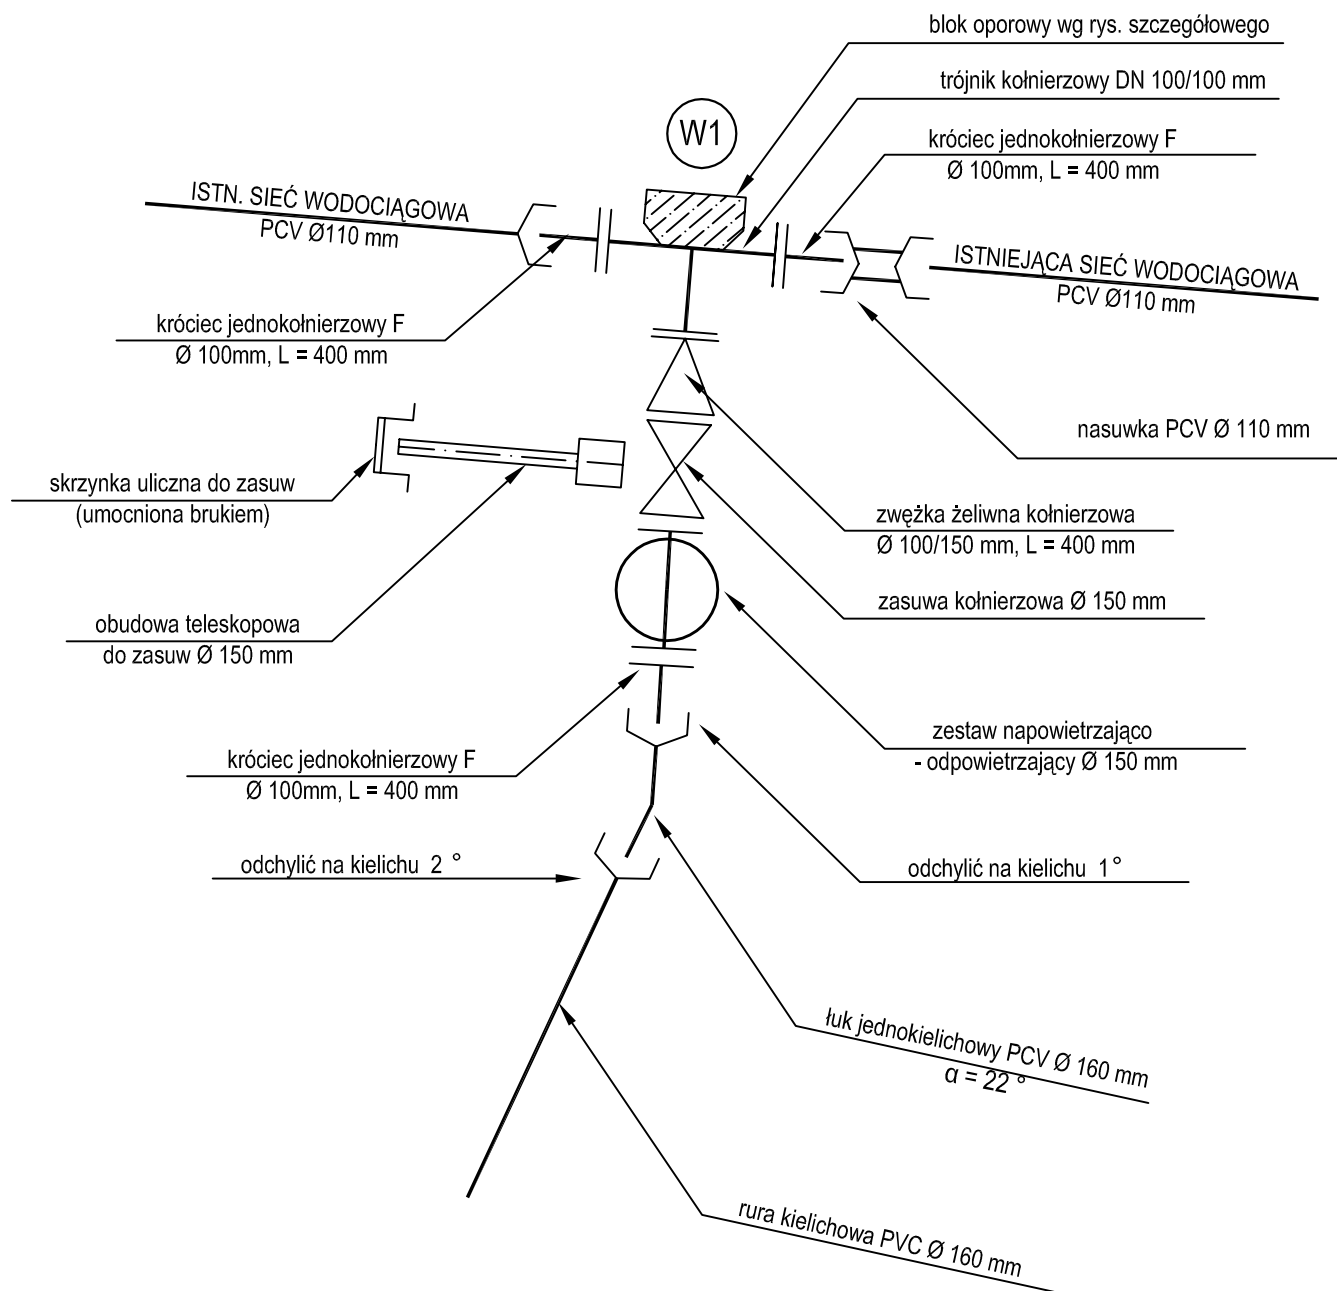 blok oporowy wg rys. szczegółowego
trójnik kołnierzowy DN 100/100 mm
W1
króciec jednokołnierzowy F
Ø 100mm, L = 400 mm
ISTN. SIEĆ WODOCIĄGOWA
PCV Ø110 mm
ISTNIEJĄCA SIEĆ WODOCIĄGOWA
PCV Ø110 mm
króciec jednokołnierzowy F
Ø 100mm, L = 400 mm
nasuwka PCV Ø 110 mm
skrzynka uliczna do zasuw
(umocniona brukiem)
zwężka żeliwna kołnierzowa
Ø 100/150 mm, L = 400 mm
zasuwa kołnierzowa Ø 150 mm
obudowa teleskopowa
do zasuw Ø 150 mm
zestaw napowietrzająco
- odpowietrzający Ø 150 mm
króciec jednokołnierzowy F
Ø 100mm, L = 400 mm
odchylić na kielichu 2 °
odchylić na kielichu 1 °
łuk jednokielichowy PCV Ø 160 mm
α = 22 °
rura kielichowa PVC Ø 160 mm